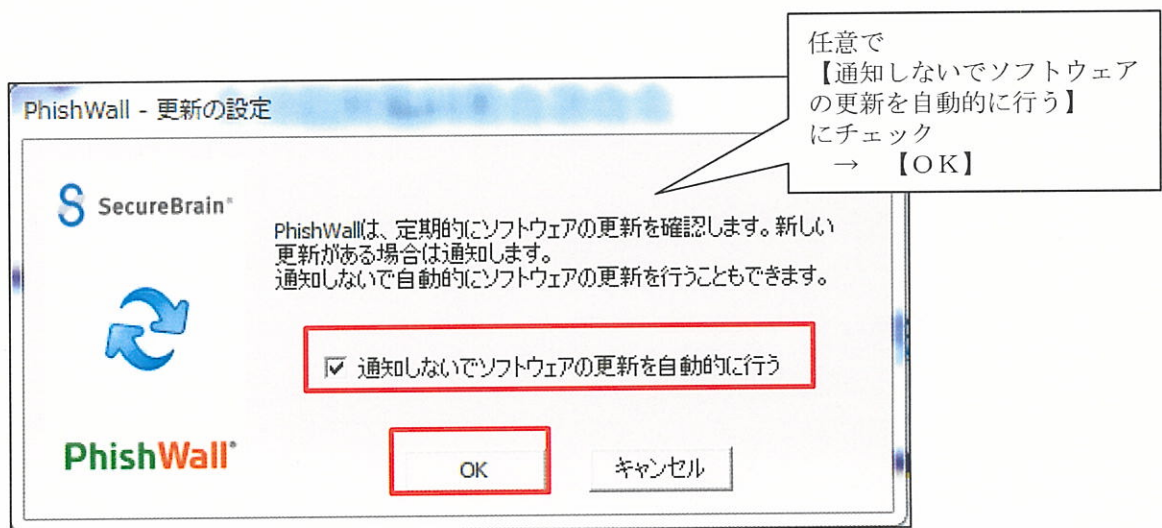 任意で
【通知しないでソフトウェア
の更新を自動的に行う】
にチェック
→ 【OK】
PhishWall - 更新の設定
SecureBrain®
PhishWallは、定期的にソフトウェアの更新を確認します。新しい
更新がある場合は通知します。
通知しないで自動的にソフトウェアの更新を行うこともできます。
通知しないでソフトウェアの更新を自動的に行う
PhishWall®
OK
キャンセル